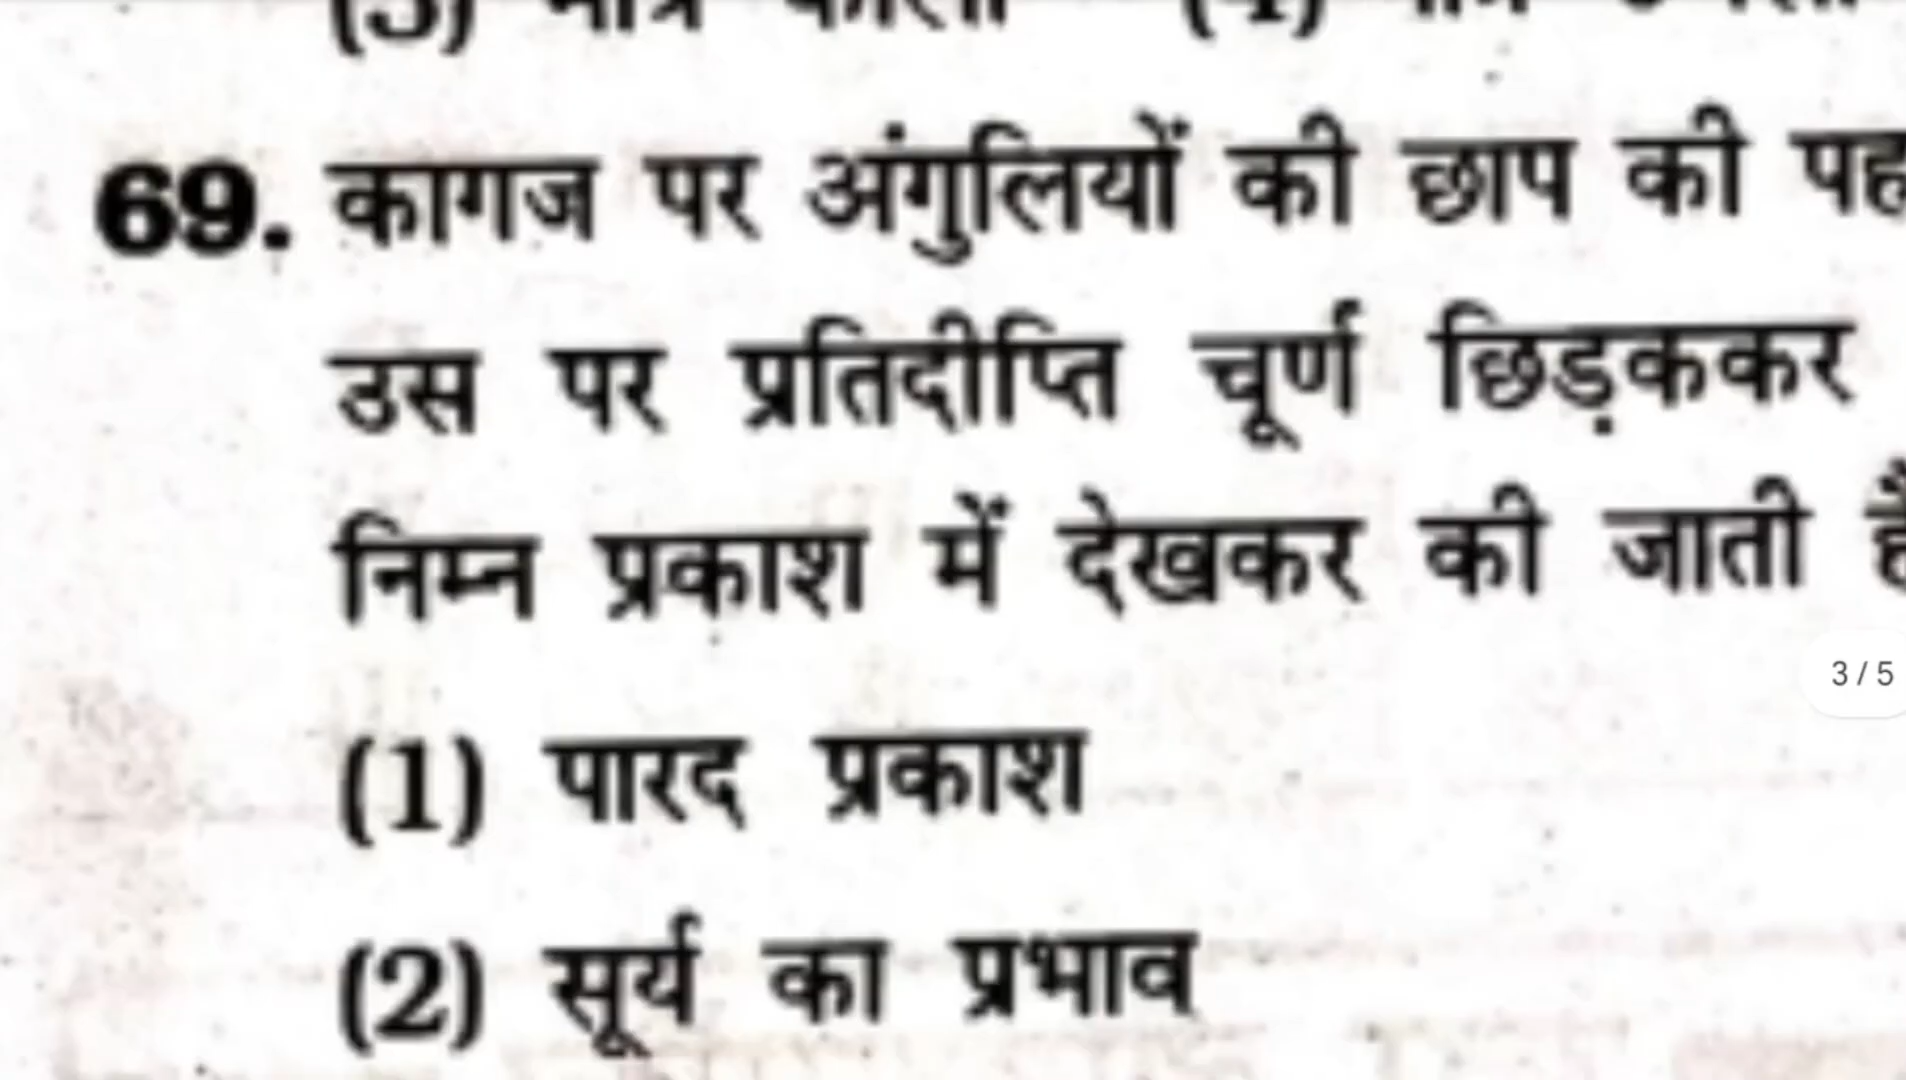 69. कागज पर अंगुलियों की छाप की
उस पर प्रतिदीप्ति चूर्ण छिड़ककर
निम्न प्रकाश में देखकर की जाती
3 / 5
(1) पारद प्रकाश
(2) सूर्य का प्रभाव